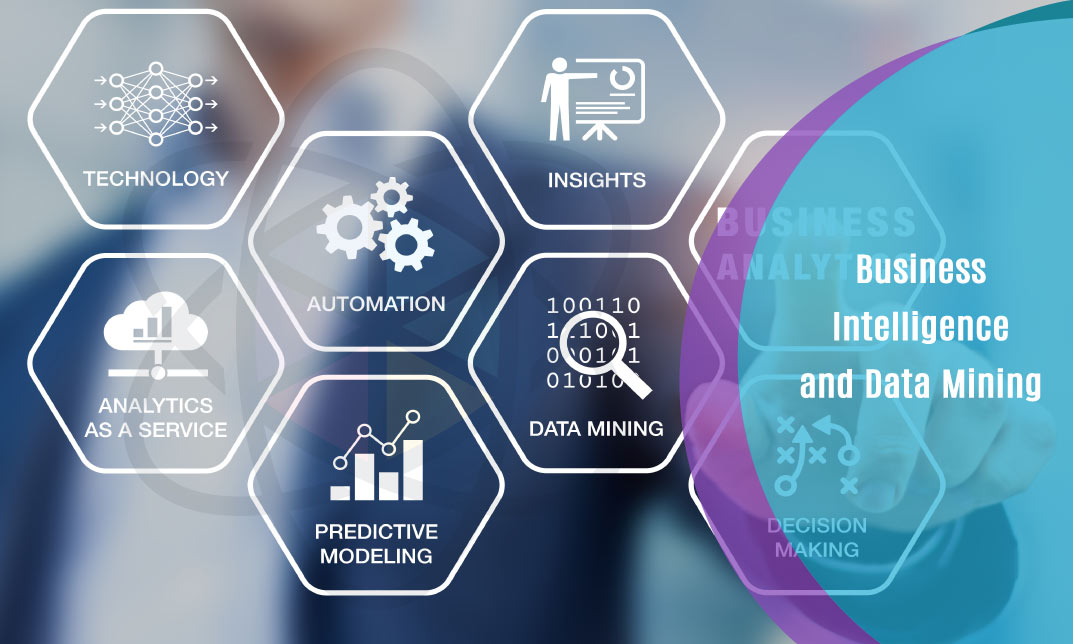 TECHNOLOGY
INSIGHTS
AUTOMATION
BUSINESS
ANALYTICS
Business
Intelligence
and Data Mining
ANALYTICS
AS A SERVICE
100110
DATA MINING
PREDICTIVE
MODELING
DECISION
MAKING